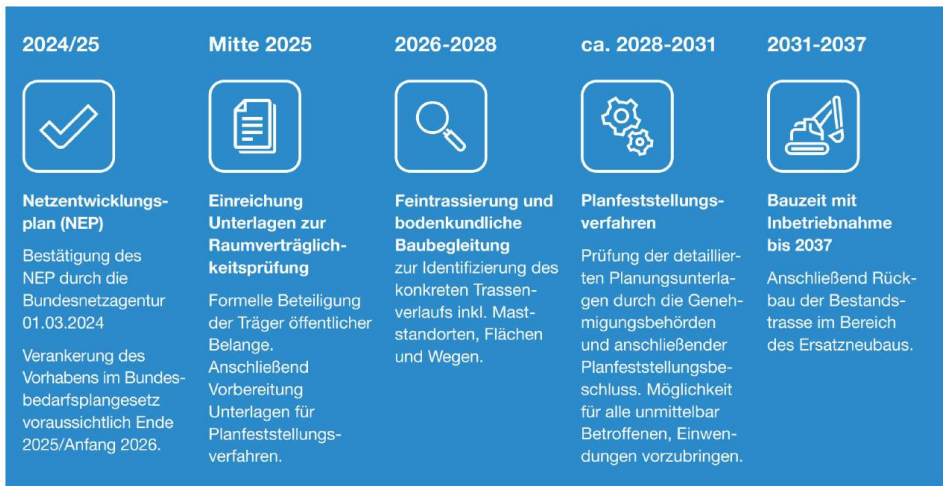 2024/25
Netzentwicklungs-
plan (NEP)
Bestätigung des
NEP durch die
Bundesnetzagentur
01.03.2024
Verankerung des
Vorhabens im Bundes-
bedarfsplangesetz
voraussichtlich Ende
2025/Anfang 2026.
Mitte 2025
Einreichung
Unterlagen zur
Raumverträglich-
keitsprüfung
Formelle Beteiligung
der Träger öffentlicher
Belange.
Anschließend
Vorbereitung
Unterlagen für
Planfeststellungs-
verfahren.
2026-2028
Feintrassierung und
bodenkundliche
Baubegleitung
zur Identifizierung des
konkreten Trassen-
verlaufs inkl. Mast-
standorten, Flächen
und Wegen.
ca. 2028-2031
Planfeststellungs-
verfahren
Prüfung der detaillier-
ten Planungsunterla-
gen durch die Geneh-
migungsbehörden
und anschließender
Planfeststellungsbe-
schluss. Möglichkeit
für alle unmittelbar
Betroffenen, Einwen-
dungen vorzubringen.
2031-2037
Bauzeit mit
Inbetriebnahme
bis 2037
Anschließend Rück-
bau der Bestands-
trasse im Bereich
des Ersatzneubaus.